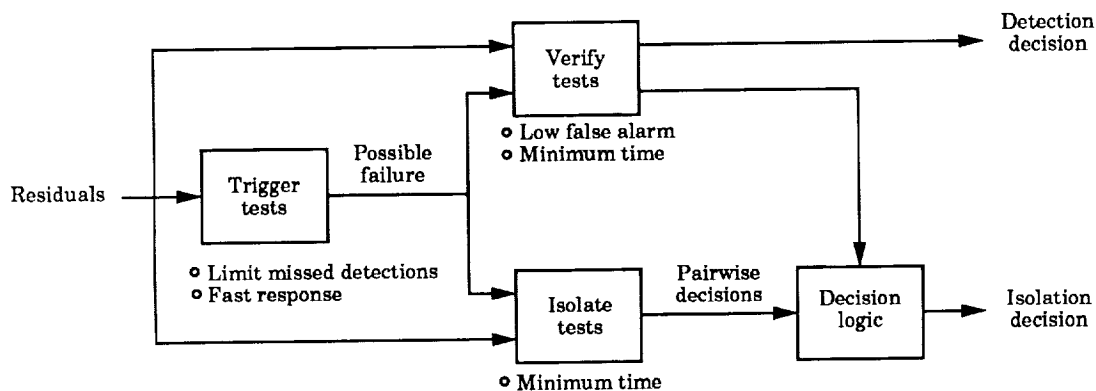 Detection
decision
Verify
tests
o Low false alarm
o Minimum time
Possible
failure
Residuals
Trigger
tests
o Limit missed detections
o Fast response
Pairwise
decisions
Isolate
tests
o Minimum time
Decision
logic
Isolation
decision